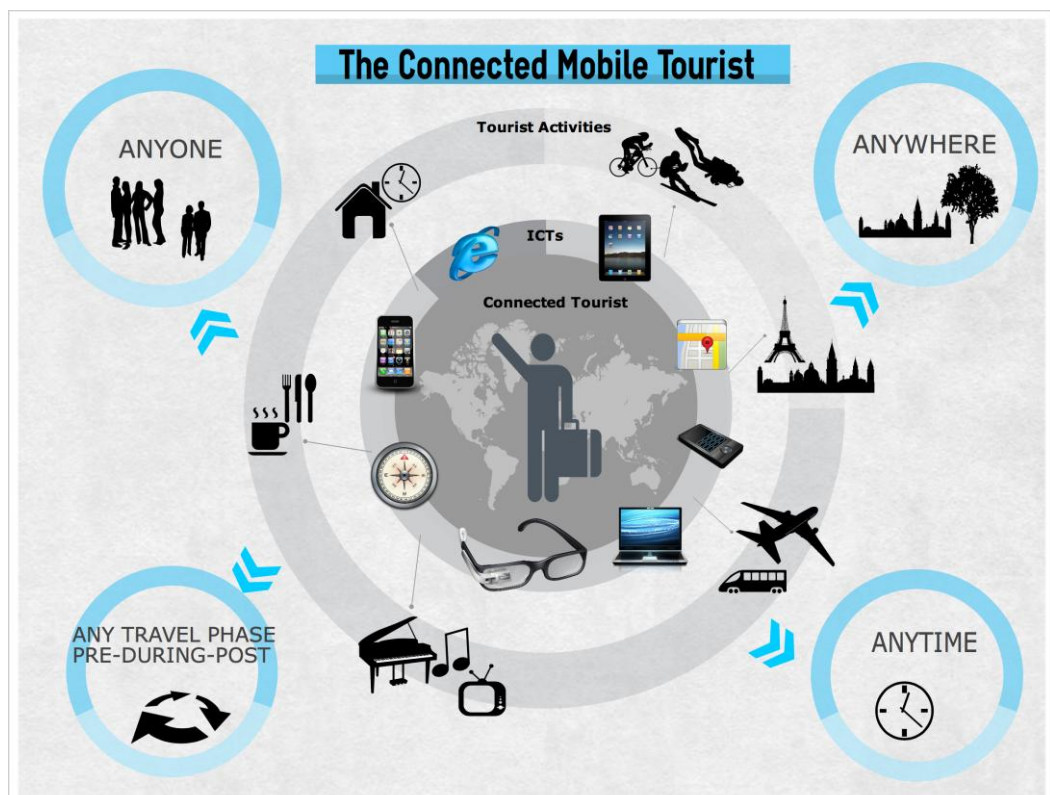 The Connected Mobile Tourist
ANYONE
Tourist Activities
ANYWHERE
ICTs
Connected Tourist
ANY TRAVEL PHASE
PRE-DURING-POST
ANYTIME